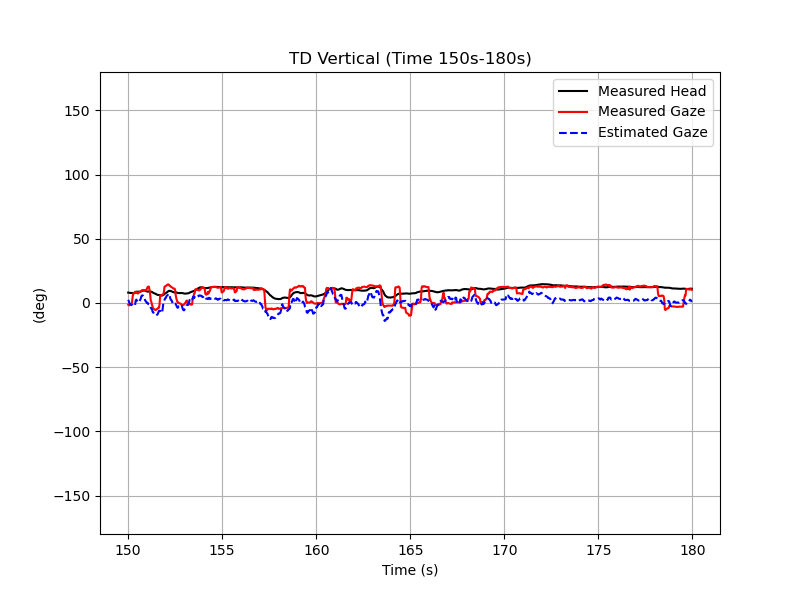 TD Vertical (Time 150s-180s)
Measured Head
Measured Gaze
Estimated Gaze
150
100
50
0
−50
−100
−150
(deg)
150 155 160 165 170 175 180
Time (s)